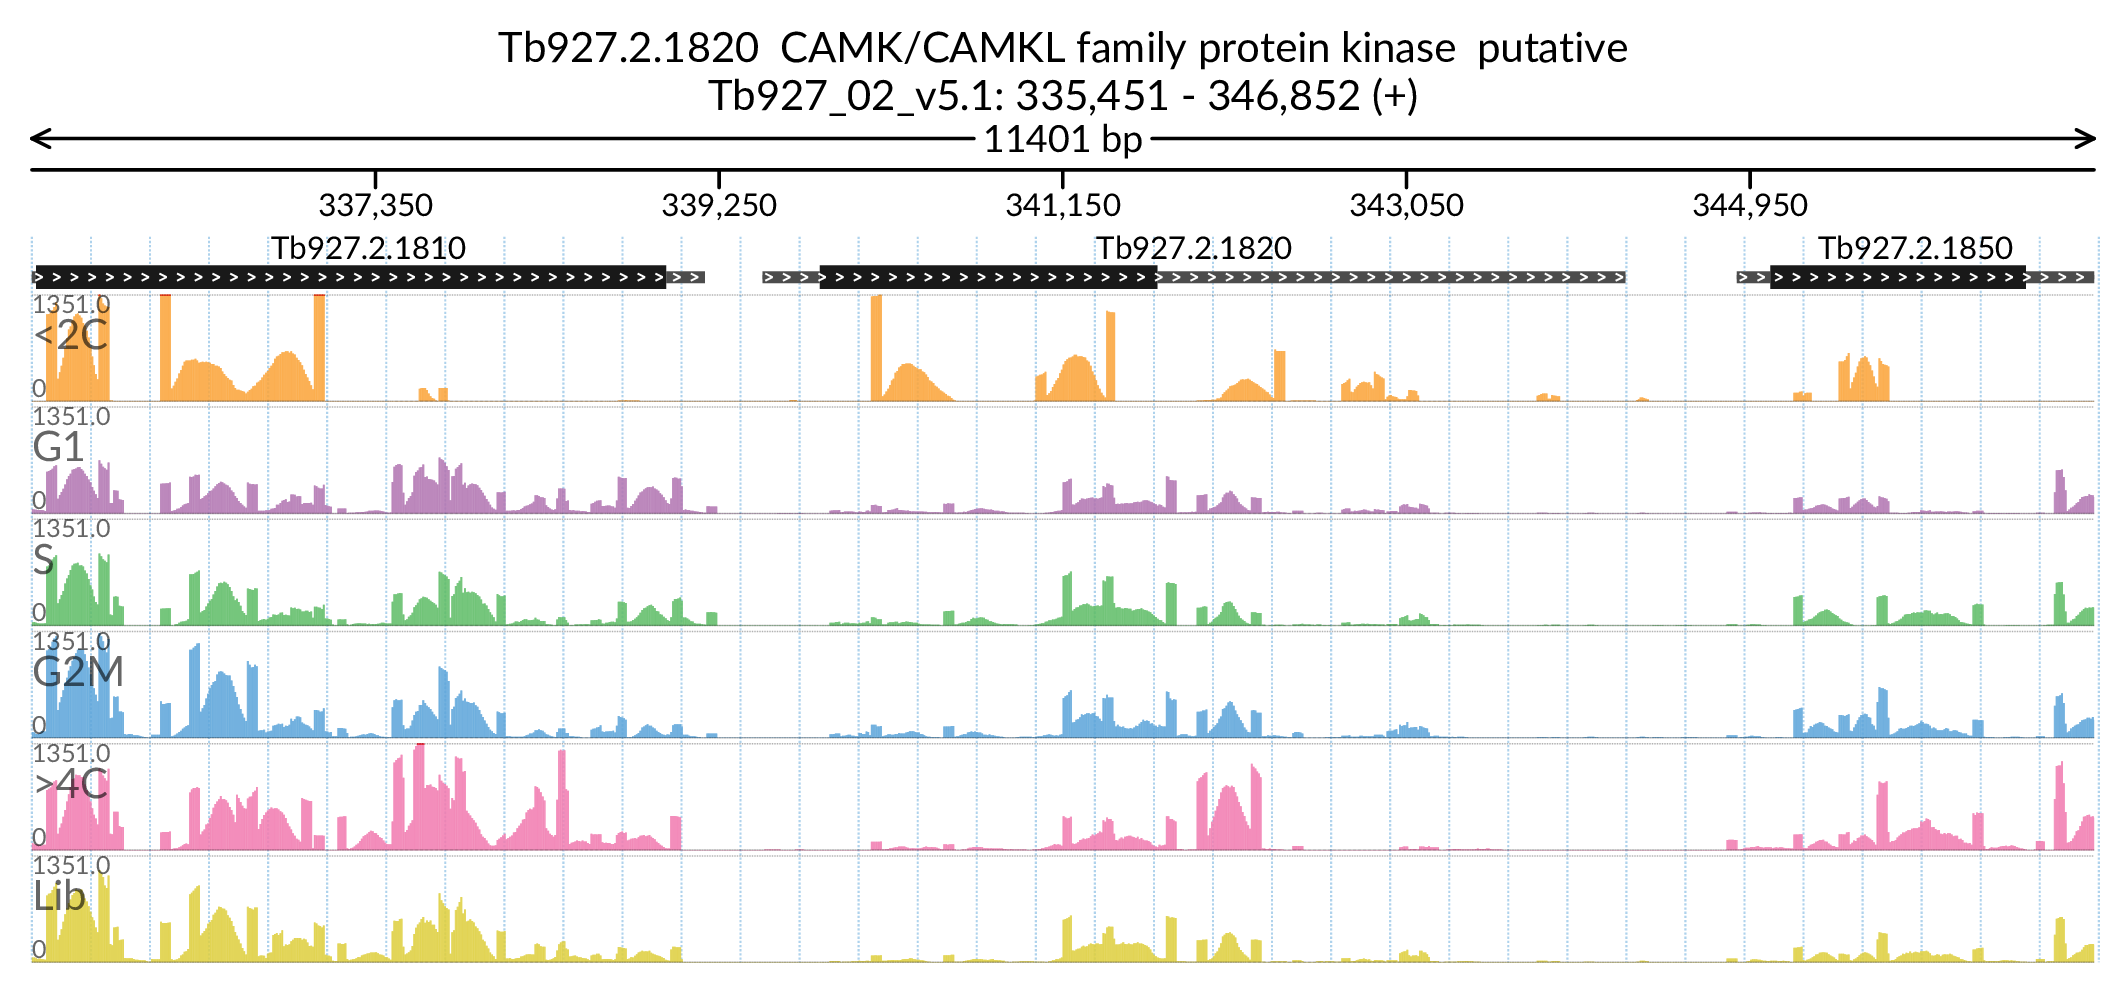 Tb927.2.1820  CAMK/CAMKL family protein kinase  putative
Tb927_02_v5.1: 335,451 - 346,852 (+)
11401 bp
337,350 339,250 341,150 343,050 344,950
Tb927.2.1810 Tb927.2.1820 Tb927.2.1850
1351.0
<2C
0
1351.0
G1
0
1351.0
S
0
1351.0
G2M
0
1351.0
>4C
0
1351.0
Lib
0